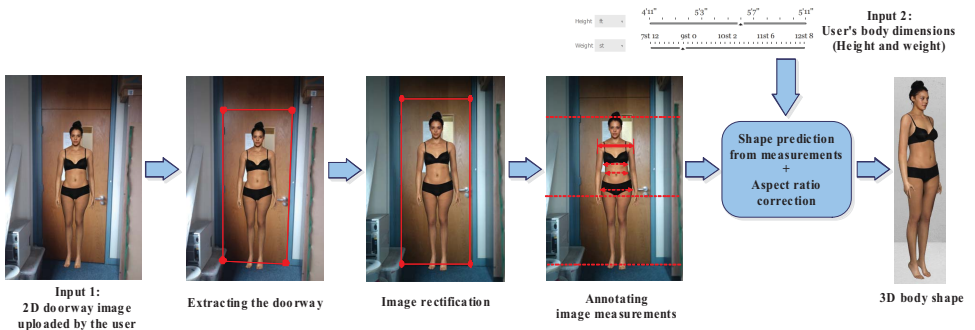 4'11" 5'3" 5'7" 5'11"
Height ft
7st 12 9st 0 10st 2 11st 6 12st 8
Weight st
Input 2:
User's body dimensions
(Height and weight)
Shape prediction
from measurements
+
Aspect ratio
correction
Input 1:
2D doorway image
uploaded by the user
Extracting the doorway
Image rectification
Annotating
image measurements
3D body shape